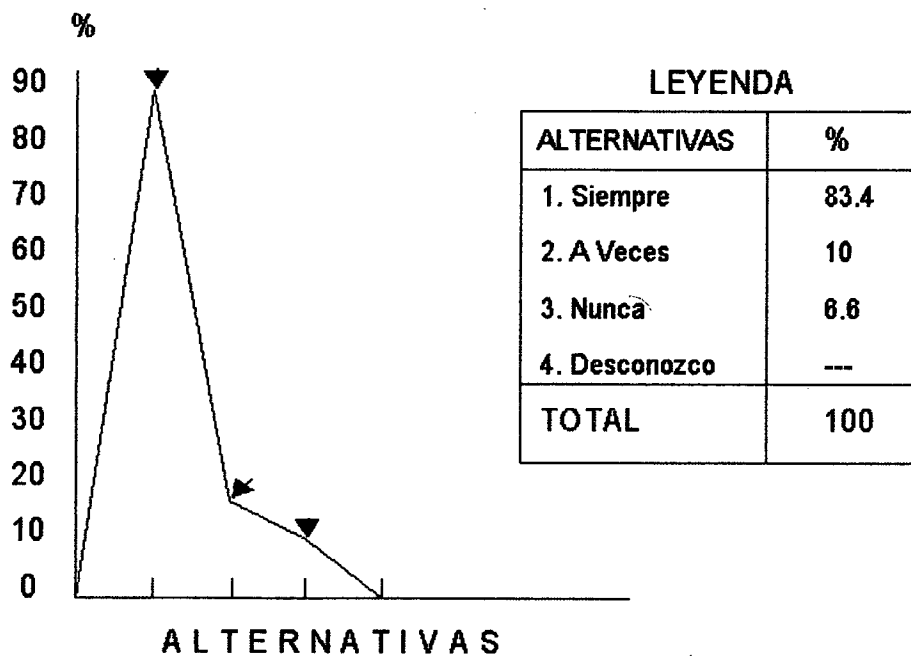 %
90
80
70
60
50
40
30
20
10
0
ALTERNATIVAS
LEYENDA
ALTERNATIVAS %
1. Siempre 83.4
2. A Veces 10
3. Nunca 6.6
4. Desconozco ---
TOTAL 100